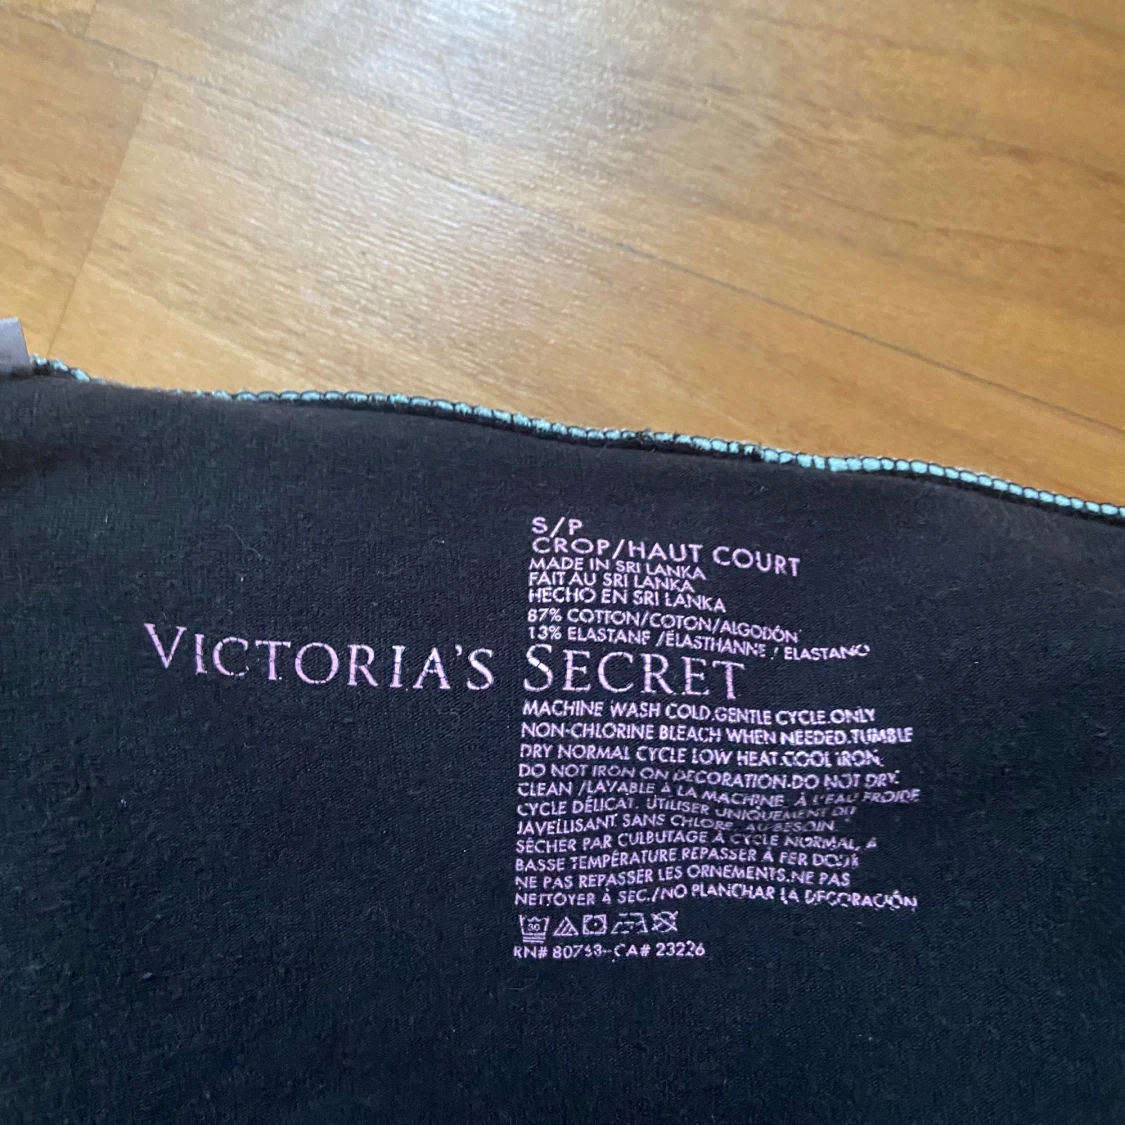 S/P
CROP/HAUT COURT
MADE IN SRI LANKA
FAIT AU SRI LANKA
HECHO EN SRI LANKA
87% COTTON/COTON/ALGODÓN
13% ELASTANE /ÉLASTHANNE / ELASTANO
VICTORIA'S SECRET
MACHINE WASH COLD.GENTLE CYCLE.ONLY
NON-CHLORINE BLEACH WHEN NEEDED.TUMBLE
DRY NORMAL CYCLE LOW HEAT.COOL IRON.
DO NOT IRON ON DECORATION.DO NOT DRY
CLEAN /LAVABLE À LA MACHINE. À L'EAU FROIDE
CYCLE DÉLICAT. UTILISER UNIQUEMENT DU
JAVELLISANT SANS CHLORE, AU BESOIN.
SÉCHER PAR CULBUTAGE À CYCLE NORMAL, À
BASSE TEMPÉRATURE.REPASSER À FER DOUX
NE PAS REPASSER LES ORNEMENTS.NE PAS
NETTOYER À SEC./NO PLANCHAR LA DECORACIÓN
30
RN# 80753--CA# 23226